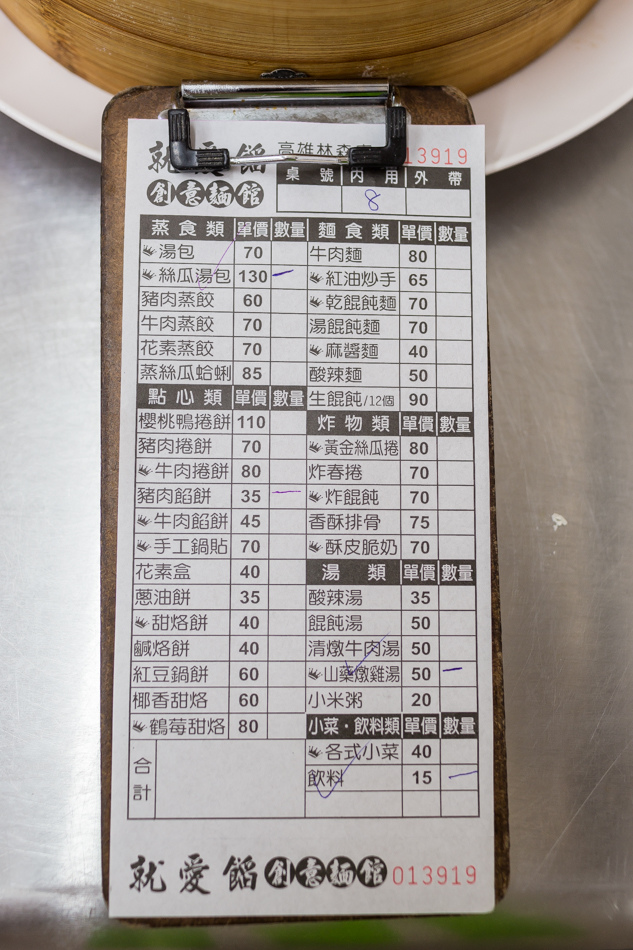 就愛餡 高雄林森 13919
創意麵館 桌號 內用 外帶
8
蒸食類 單價 數量 麵食類 單價 數量
湯包 70 牛肉麵 80
絲瓜湯包 130 一 紅油炒手 65
豬肉蒸餃 60 乾餛飩麵 70
牛肉蒸餃 70 湯餛飩麵 70
花素蒸餃 70 麻醬麵 40
蒸絲瓜蛤蜊 85 酸辣麵 50
點心類 單價 數量 生餛飩/12個 90
櫻桃鴨捲餅 110 炸物類 單價 數量
豬肉捲餅 70 黃金絲瓜捲 80
牛肉捲餅 80 炸春捲 70
豬肉餡餅 35 一 炸餛飩 70
牛肉餡餅 45 香酥排骨 75
手工鍋貼 70 酥皮脆奶 70
花素盒 40 湯類 單價 數量
蔥油餅 35 酸辣湯 35
甜烙餅 40 餛飩湯 50
鹹烙餅 40 清燉牛肉湯 50
紅豆鍋餅 60 山藥燉雞湯 50 一
椰香甜烙 60 小米粥 20
鶴莓甜烙 80 小菜・飲料類 單價 數量
合計 各式小菜 40
飲料 15 一
就愛餡 創意麵館 013919